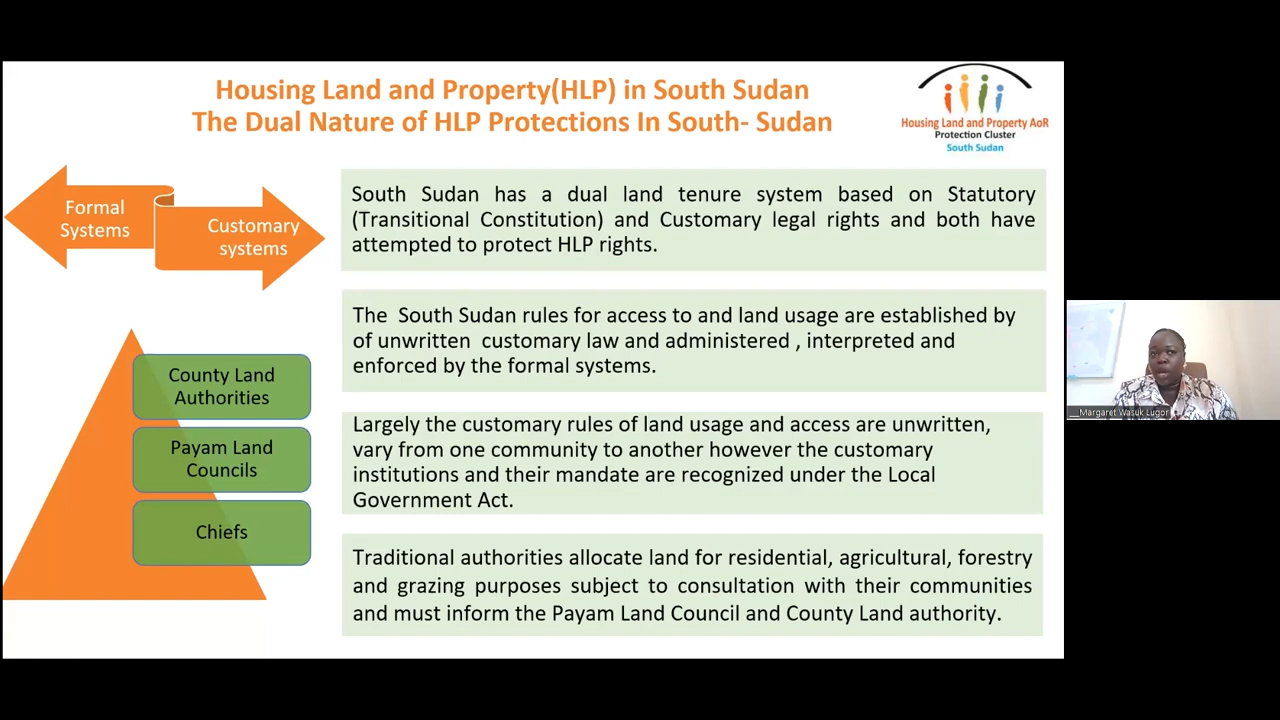 Housing Land and Property(HLP) in South Sudan
The Dual Nature of HLP Protections In South- Sudan
Housing Land and Property AoR
Protection Cluster
South Sudan
Formal
Systems
Customary
systems
South Sudan has a dual land tenure system based on Statutory
(Transitional Constitution) and Customary legal rights and both have
attempted to protect HLP rights.
The South Sudan rules for access to and land usage are established by
of unwritten customary law and administered , interpreted and
enforced by the formal systems.
County Land
Authorities
Payam Land
Councils
Chiefs
Largely the customary rules of land usage and access are unwritten,
vary from one community to another however the customary
institutions and their mandate are recognized under the Local
Government Act.
Traditional authorities allocate land for residential, agricultural, forestry
and grazing purposes subject to consultation with their communities
and must inform the Payam Land Council and County Land authority.
__Margaret Wasuk Lugor